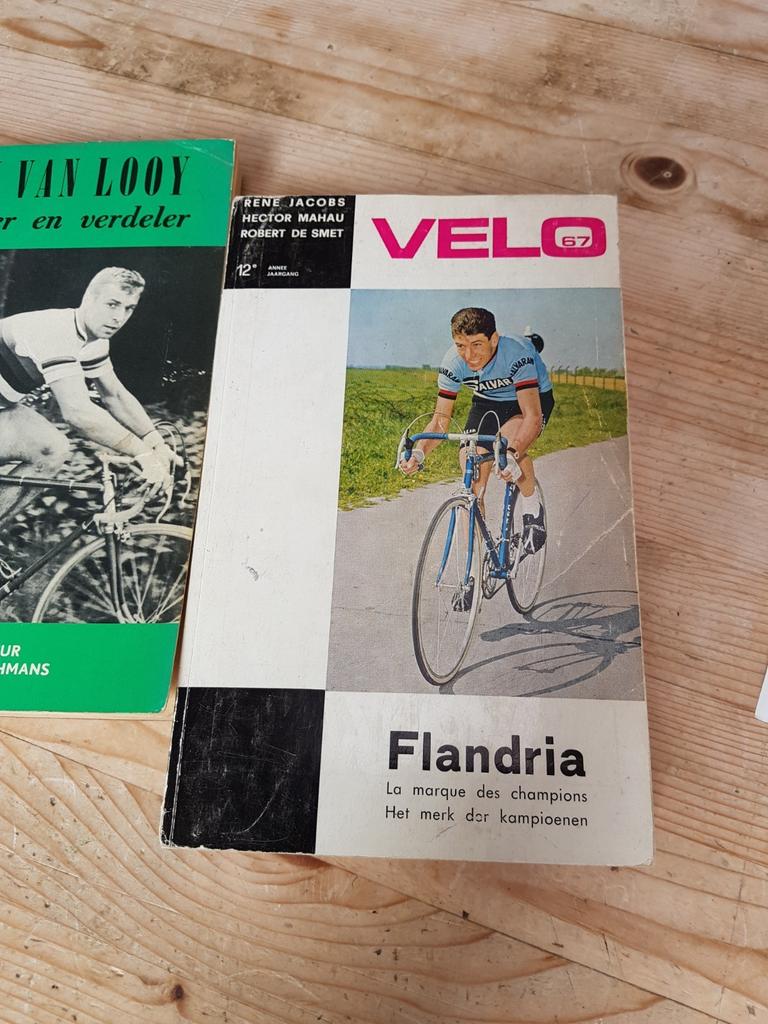 VAN LOOY
en verdeler
UR
HMANS
RENE JACOBS
HECTOR MAHAU
ROBERT DE SMET
12e ANNEE
JAARGANG
VELO 67
SALVARANI
Flandria
La marque des champions
Het merk der kampioenen